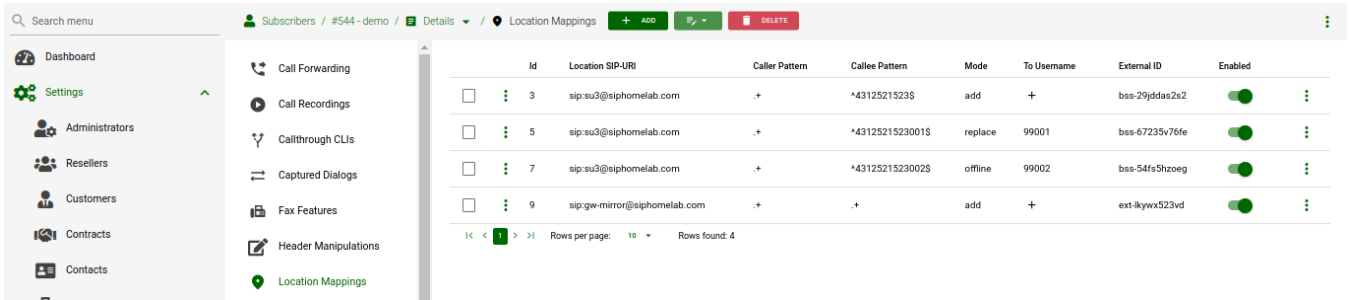 Search menu
Subscribers / #544 - demo / Details / Location Mappings
ADD
DELETE
Dashboard
Settings
Administrators
Resellers
Customers
Contracts
Contacts
Call Forwarding
Call Recordings
Callthrough CLIs
Captured Dialogs
Fax Features
Header Manipulations
Location Mappings
Id Location SIP-URI Caller Pattern Callee Pattern Mode To Username External ID Enabled
3 sip:su3@siphomelab.com .+ ^4312521523$ add + bss-29jddas2s2
5 sip:su3@siphomelab.com .+ ^4312521523001$ replace 99001 bss-67235v76fe
7 sip:su3@siphomelab.com .+ ^4312521523002$ offline 99002 bss-54fs5hzoeg
9 sip:gw-mirror@siphomelab.com .+ .+ add + ext-lkywx523vd
1 Rows per page: 10 Rows found: 4